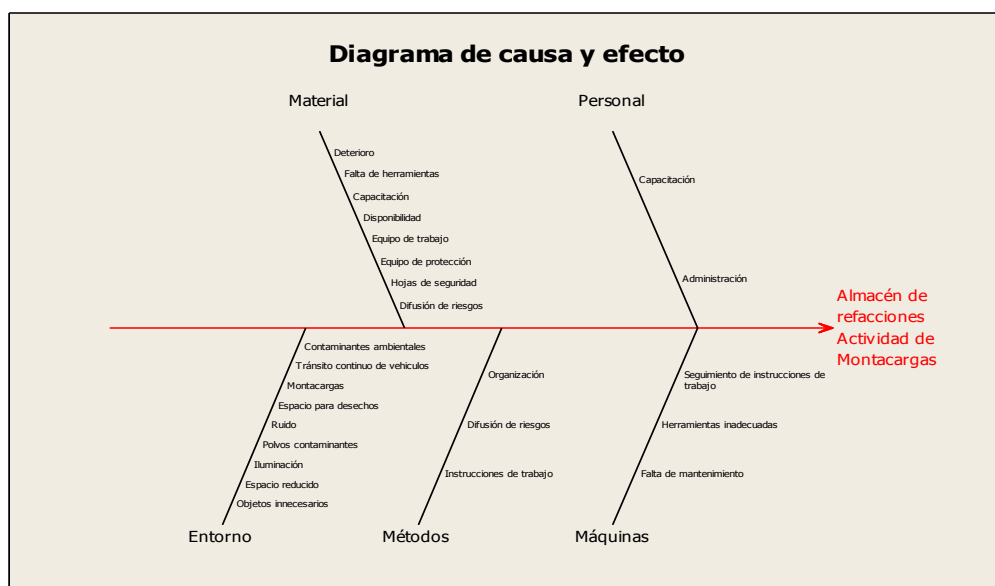 Diagrama de causa y efecto
Material
Personal
Deterioro
Falta de herramientas
Capacitación
Disponibilidad
Equipo de trabajo
Equipo de protección
Hojas de seguridad
Difusión de riesgos
Capacitación
Administración
Almacén de
refacciones
Actividad de
Montacargas
Contaminantes ambientales
Tránsito continuo de vehiculos
Montacargas
Espacio para desechos
Ruido
Polvos contaminantes
Iluminación
Espacio reducido
Objetos innecesarios
Organización
Difusión de riesgos
Instrucciones de trabajo
Seguimiento de instrucciones de
trabajo
Herramientas inadecuadas
Falta de mantenimiento
Entorno
Métodos
Máquinas